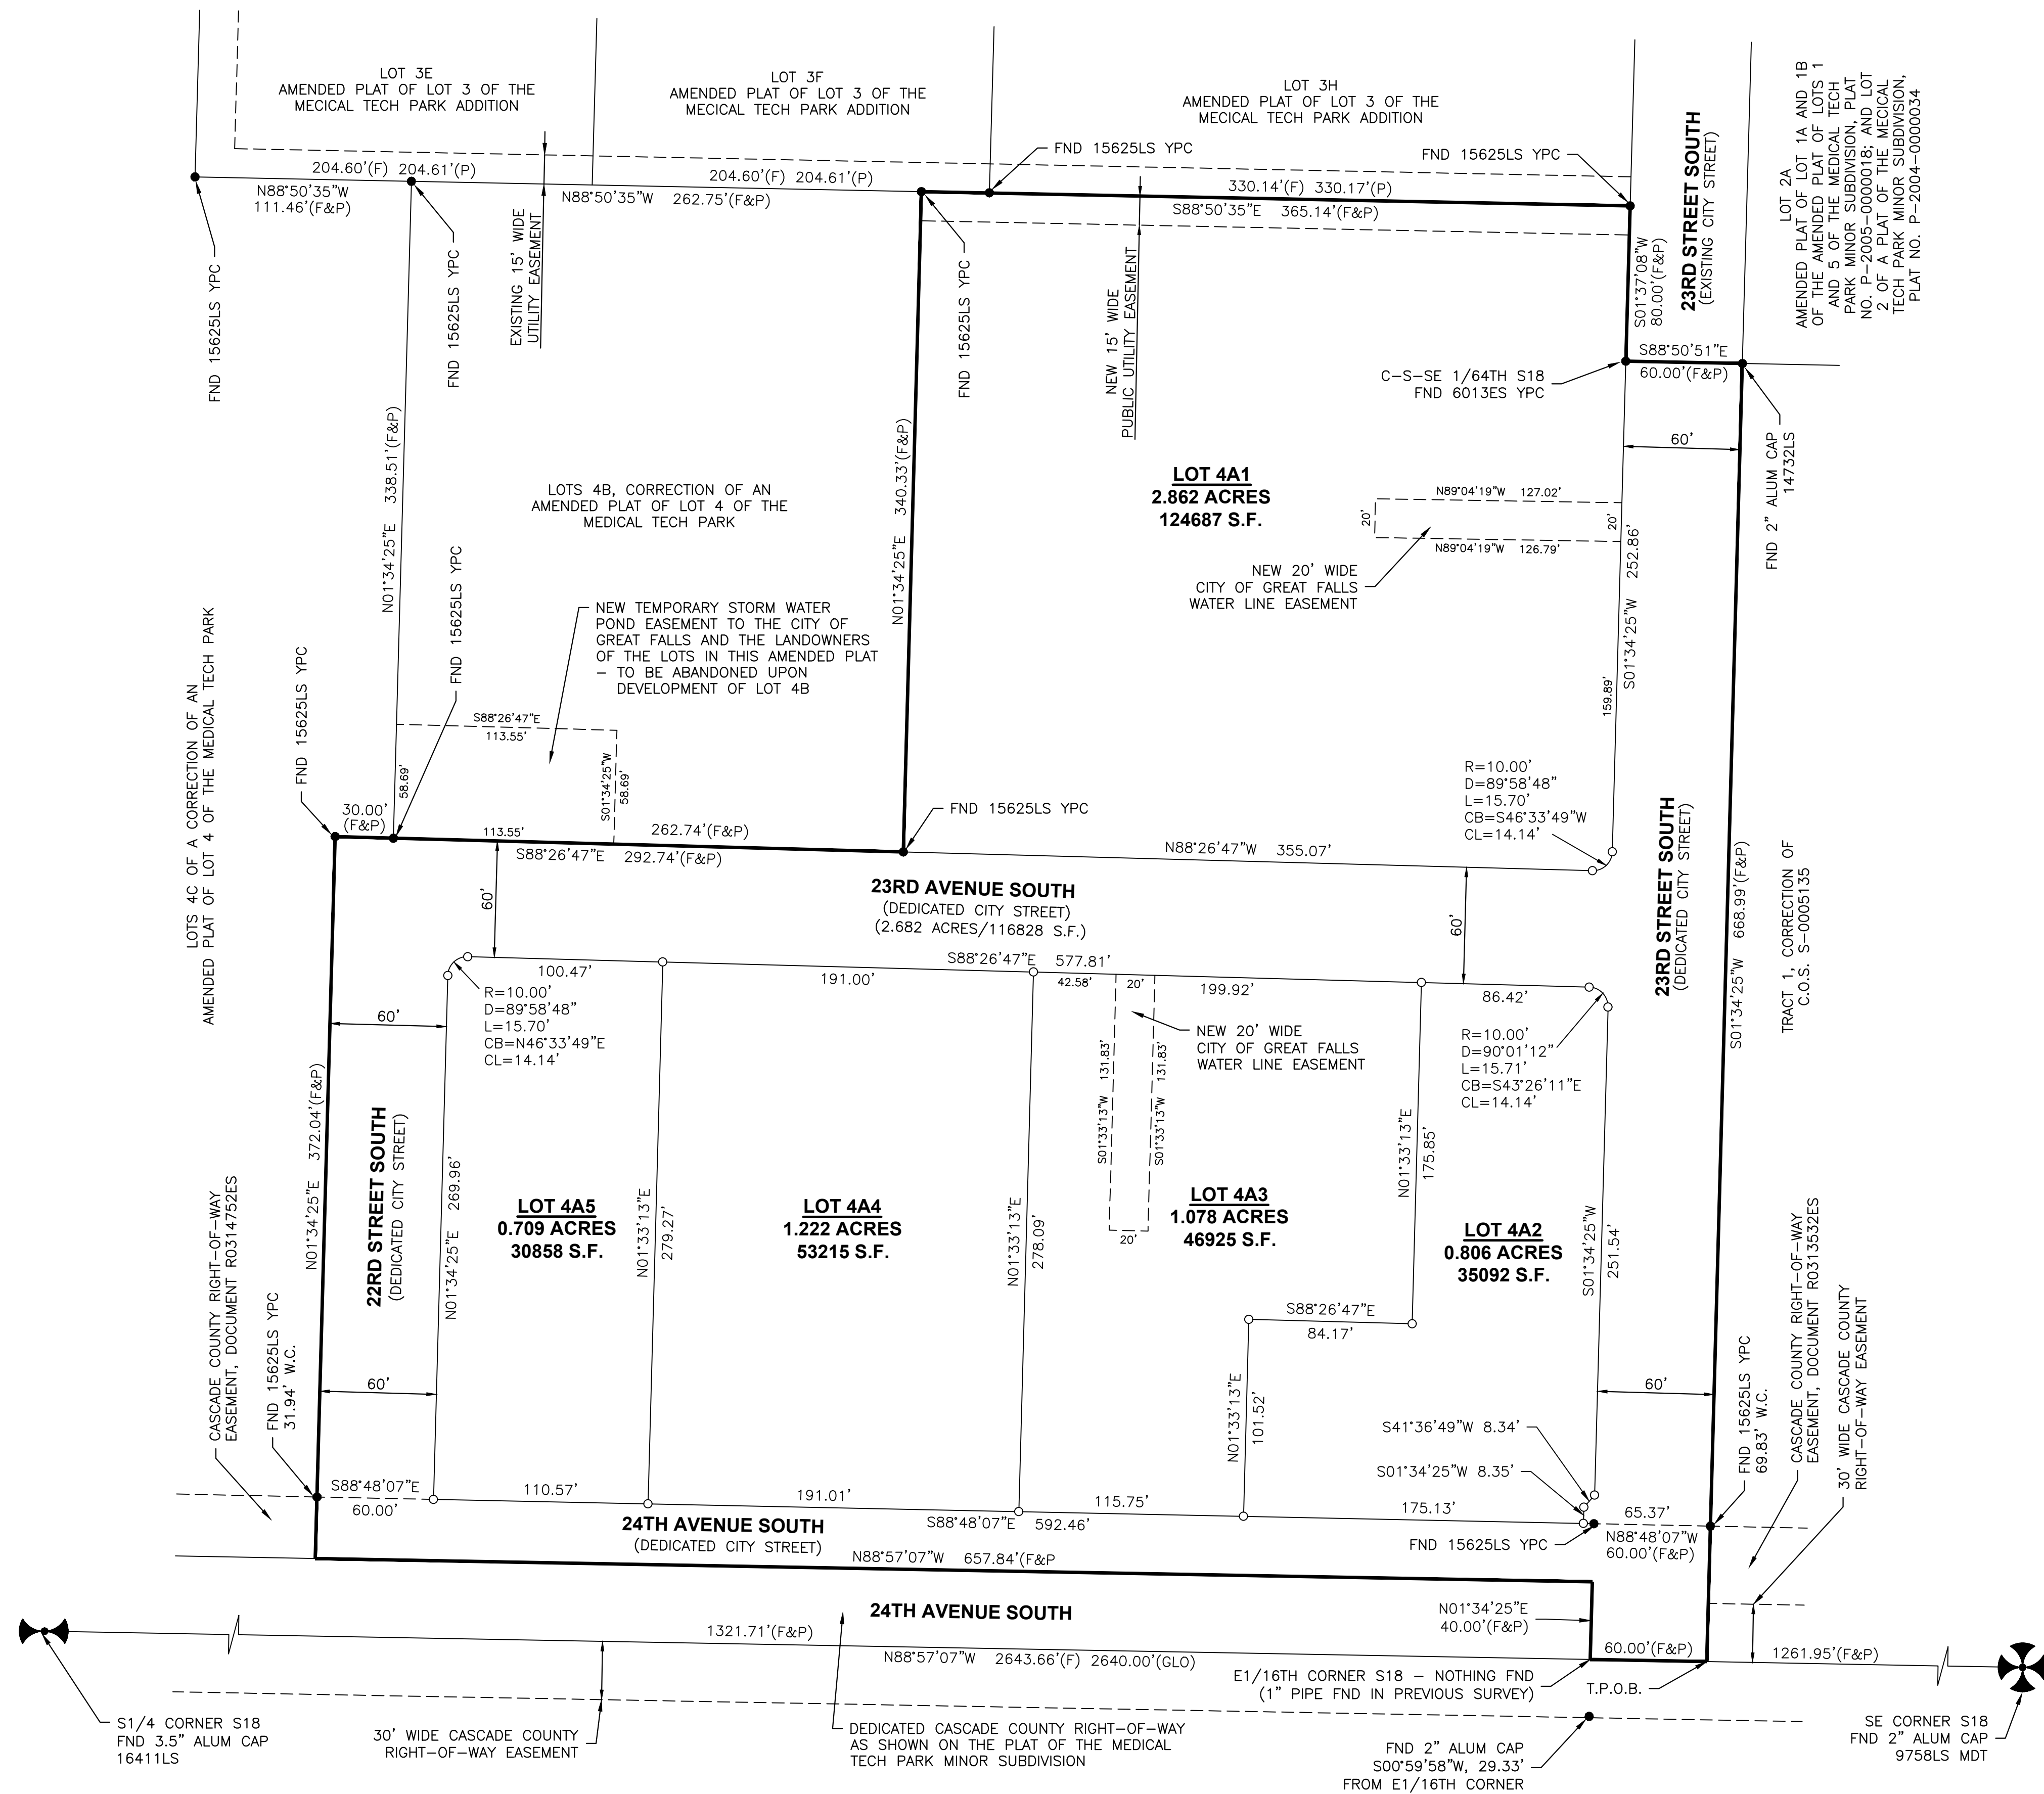 LOT 3E
AMENDED PLAT OF LOT 3 OF THE
MECICAL TECH PARK ADDITION
LOT 3F
AMENDED PLAT OF LOT 3 OF THE
MECICAL TECH PARK ADDITION
LOT 3H
AMENDED PLAT OF LOT 3 OF THE
MECICAL TECH PARK ADDITION
23RD STREET SOUTH
(EXISTING CITY STREET)
LOT 2A
AMENDED PLAT OF LOT 1A AND 1B
OF THE AMENDED PLAT OF LOTS 1
AND 5 OF THE MEDICAL TECH
PARK MINOR SUBDIVISION, PLAT
NO. P-2005-0000018; AND LOT
2 OF A PLAT OF THE MECICAL
TECH PARK MINOR SUBDIVISION,
PLAT NO. P-2004-0000034
204.60'(F) 204.61'(P)
N88°50'35"W
111.46'(F&P)
204.60'(F) 204.61'(P)
N88°50'35"W 262.75'(F&P)
FND 15625LS YPC
FND 15625LS YPC
330.14'(F) 330.17'(P)
S88°50'35"E 365.14'(F&P)
FND 15625LS YPC
FND 15625LS YPC
EXISTING 15' WIDE
UTILITY EASEMENT
FND 15625LS YPC
NEW 15' WIDE
PUBLIC UTILITY EASEMENT
S01°37'08"W
80.00'(F&P)
S88°50'51"E
60.00'(F&P)
C-S-SE 1/64TH S18
FND 6013ES YPC
60'
FND 2" ALUM CAP
14732LS
N01°34'25"E 338.51'(F&P)
N01°34'25"E 340.33'(F&P)
LOTS 4B, CORRECTION OF AN
AMENDED PLAT OF LOT 4 OF THE
MEDICAL TECH PARK
LOT 4A1
2.862 ACRES
124687 S.F.
N89°04'19"W 127.02'
20'
20'
N89°04'19"W 126.79'
NEW 20' WIDE
CITY OF GREAT FALLS
WATER LINE EASEMENT
S01°34'25"W 252.86'
159.89'
NEW TEMPORARY STORM WATER
POND EASEMENT TO THE CITY OF
GREAT FALLS AND THE LANDOWNERS
OF THE LOTS IN THIS AMENDED PLAT
- TO BE ABANDONED UPON
DEVELOPMENT OF LOT 4B
LOTS 4C OF A CORRECTION OF AN
AMENDED PLAT OF LOT 4 OF THE MEDICAL TECH PARK
FND 15625LS YPC
FND 15625LS YPC
S88°26'47"E
113.55'
58.69'
S01°34'25"W
58.69'
30.00'
(F&P)
113.55'
262.74'(F&P)
S88°26'47"E 292.74'(F&P)
FND 15625LS YPC
R=10.00'
D=89°58'48"
L=15.70'
CB=S46°33'49"W
CL=14.14'
N88°26'47"W 355.07'
60'
23RD AVENUE SOUTH
(DEDICATED CITY STREET)
(2.682 ACRES/116828 S.F.)
60'
23RD STREET SOUTH
(DEDICATED CITY STREET)
S01°34'25"W 668.99'(F&P)
TRACT 1, CORRECTION OF
C.O.S. S-0005135
S88°26'47"E 577.81'
100.47'
191.00'
42.58'
20'
199.92'
86.42'
R=10.00'
D=89°58'48"
L=15.70'
CB=N46°33'49"E
CL=14.14'
60'
NEW 20' WIDE
CITY OF GREAT FALLS
WATER LINE EASEMENT
R=10.00'
D=90°01'12"
L=15.71'
CB=S43°26'11"E
CL=14.14'
S01°33'13"W 131.83'
S01°33'13"W 131.83'
20'
N01°34'25"E 372.04'(F&P)
22RD STREET SOUTH
(DEDICATED CITY STREET)
N01°34'25"E 269.96'
LOT 4A5
0.709 ACRES
30858 S.F.
N01°33'13"E
279.27'
LOT 4A4
1.222 ACRES
53215 S.F.
N01°33'13"E
278.09'
LOT 4A3
1.078 ACRES
46925 S.F.
N01°33'13"E
175.85'
LOT 4A2
0.806 ACRES
35092 S.F.
S01°34'25"W
251.54'
S88°26'47"E
84.17'
N01°33'13"E
101.52'
60'
60'
CASCADE COUNTY RIGHT-OF-WAY
EASEMENT, DOCUMENT R0314752ES
FND 15625LS YPC
31.94' W.C.
FND 15625LS YPC
69.83' W.C.
CASCADE COUNTY RIGHT-OF-WAY
EASEMENT, DOCUMENT R0313532ES
30' WIDE CASCADE COUNTY
RIGHT-OF-WAY EASEMENT
S41°36'49"W 8.34'
S01°34'25"W 8.35'
S88°48'07"E
60.00'
110.57'
191.01'
115.75'
175.13'
65.37'
24TH AVENUE SOUTH
(DEDICATED CITY STREET)
S88°48'07"E 592.46'
FND 15625LS YPC
N88°48'07"W
60.00'(F&P)
N88°57'07"W 657.84'(F&P
24TH AVENUE SOUTH
N01°34'25"E
40.00'(F&P)
1321.71'(F&P)
N88°57'07"W 2643.66'(F) 2640.00'(GLO)
60.00'(F&P)
1261.95'(F&P)
E1/16TH CORNER S18 - NOTHING FND
(1" PIPE FND IN PREVIOUS SURVEY)
T.P.O.B.
S1/4 CORNER S18
FND 3.5" ALUM CAP
16411LS
30' WIDE CASCADE COUNTY
RIGHT-OF-WAY EASEMENT
DEDICATED CASCADE COUNTY RIGHT-OF-WAY
AS SHOWN ON THE PLAT OF THE MEDICAL
TECH PARK MINOR SUBDIVISION
FND 2" ALUM CAP
S00°59'58"W, 29.33'
FROM E1/16TH CORNER
SE CORNER S18
FND 2" ALUM CAP
9758LS MDT